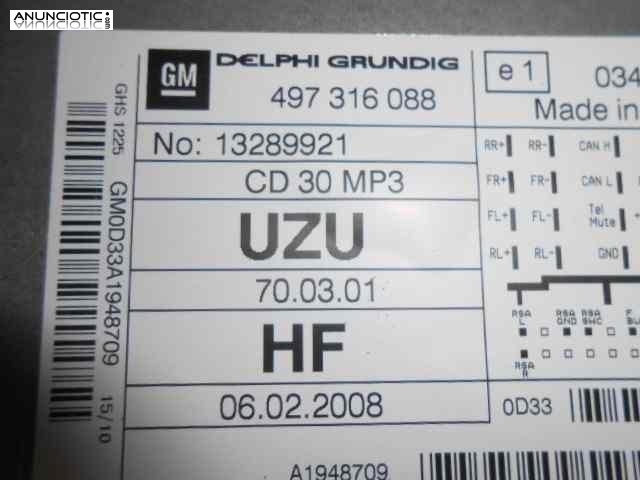 ANUNCIOTIC.com
GM
DELPHI GRUNDIG
497 316 088
e 1
034
Made in
No: 13289921
CD 30 MP3
UZU
70.03.01
HF
06.02.2008
RR+ RR- CAN H
FR+ FR- CAN L
FL+ FL- Tel Mute
RL+ RL- GND
RSA L
RSA GND
RSA SWC
RSA R
0D33
A1948709
GHS 1225
GM0D33A1948709
15/10